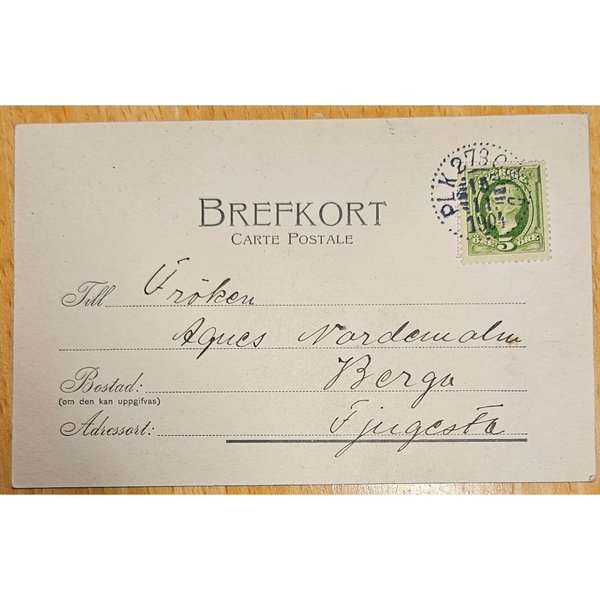 BREFKORT
CARTE POSTALE
PLK 273
1904
5
ÖRE
Till Fröken
Agnes Nordenmalm
Bostad: Berga
(om den kan uppgifvas)
Adressort: Fjugesta